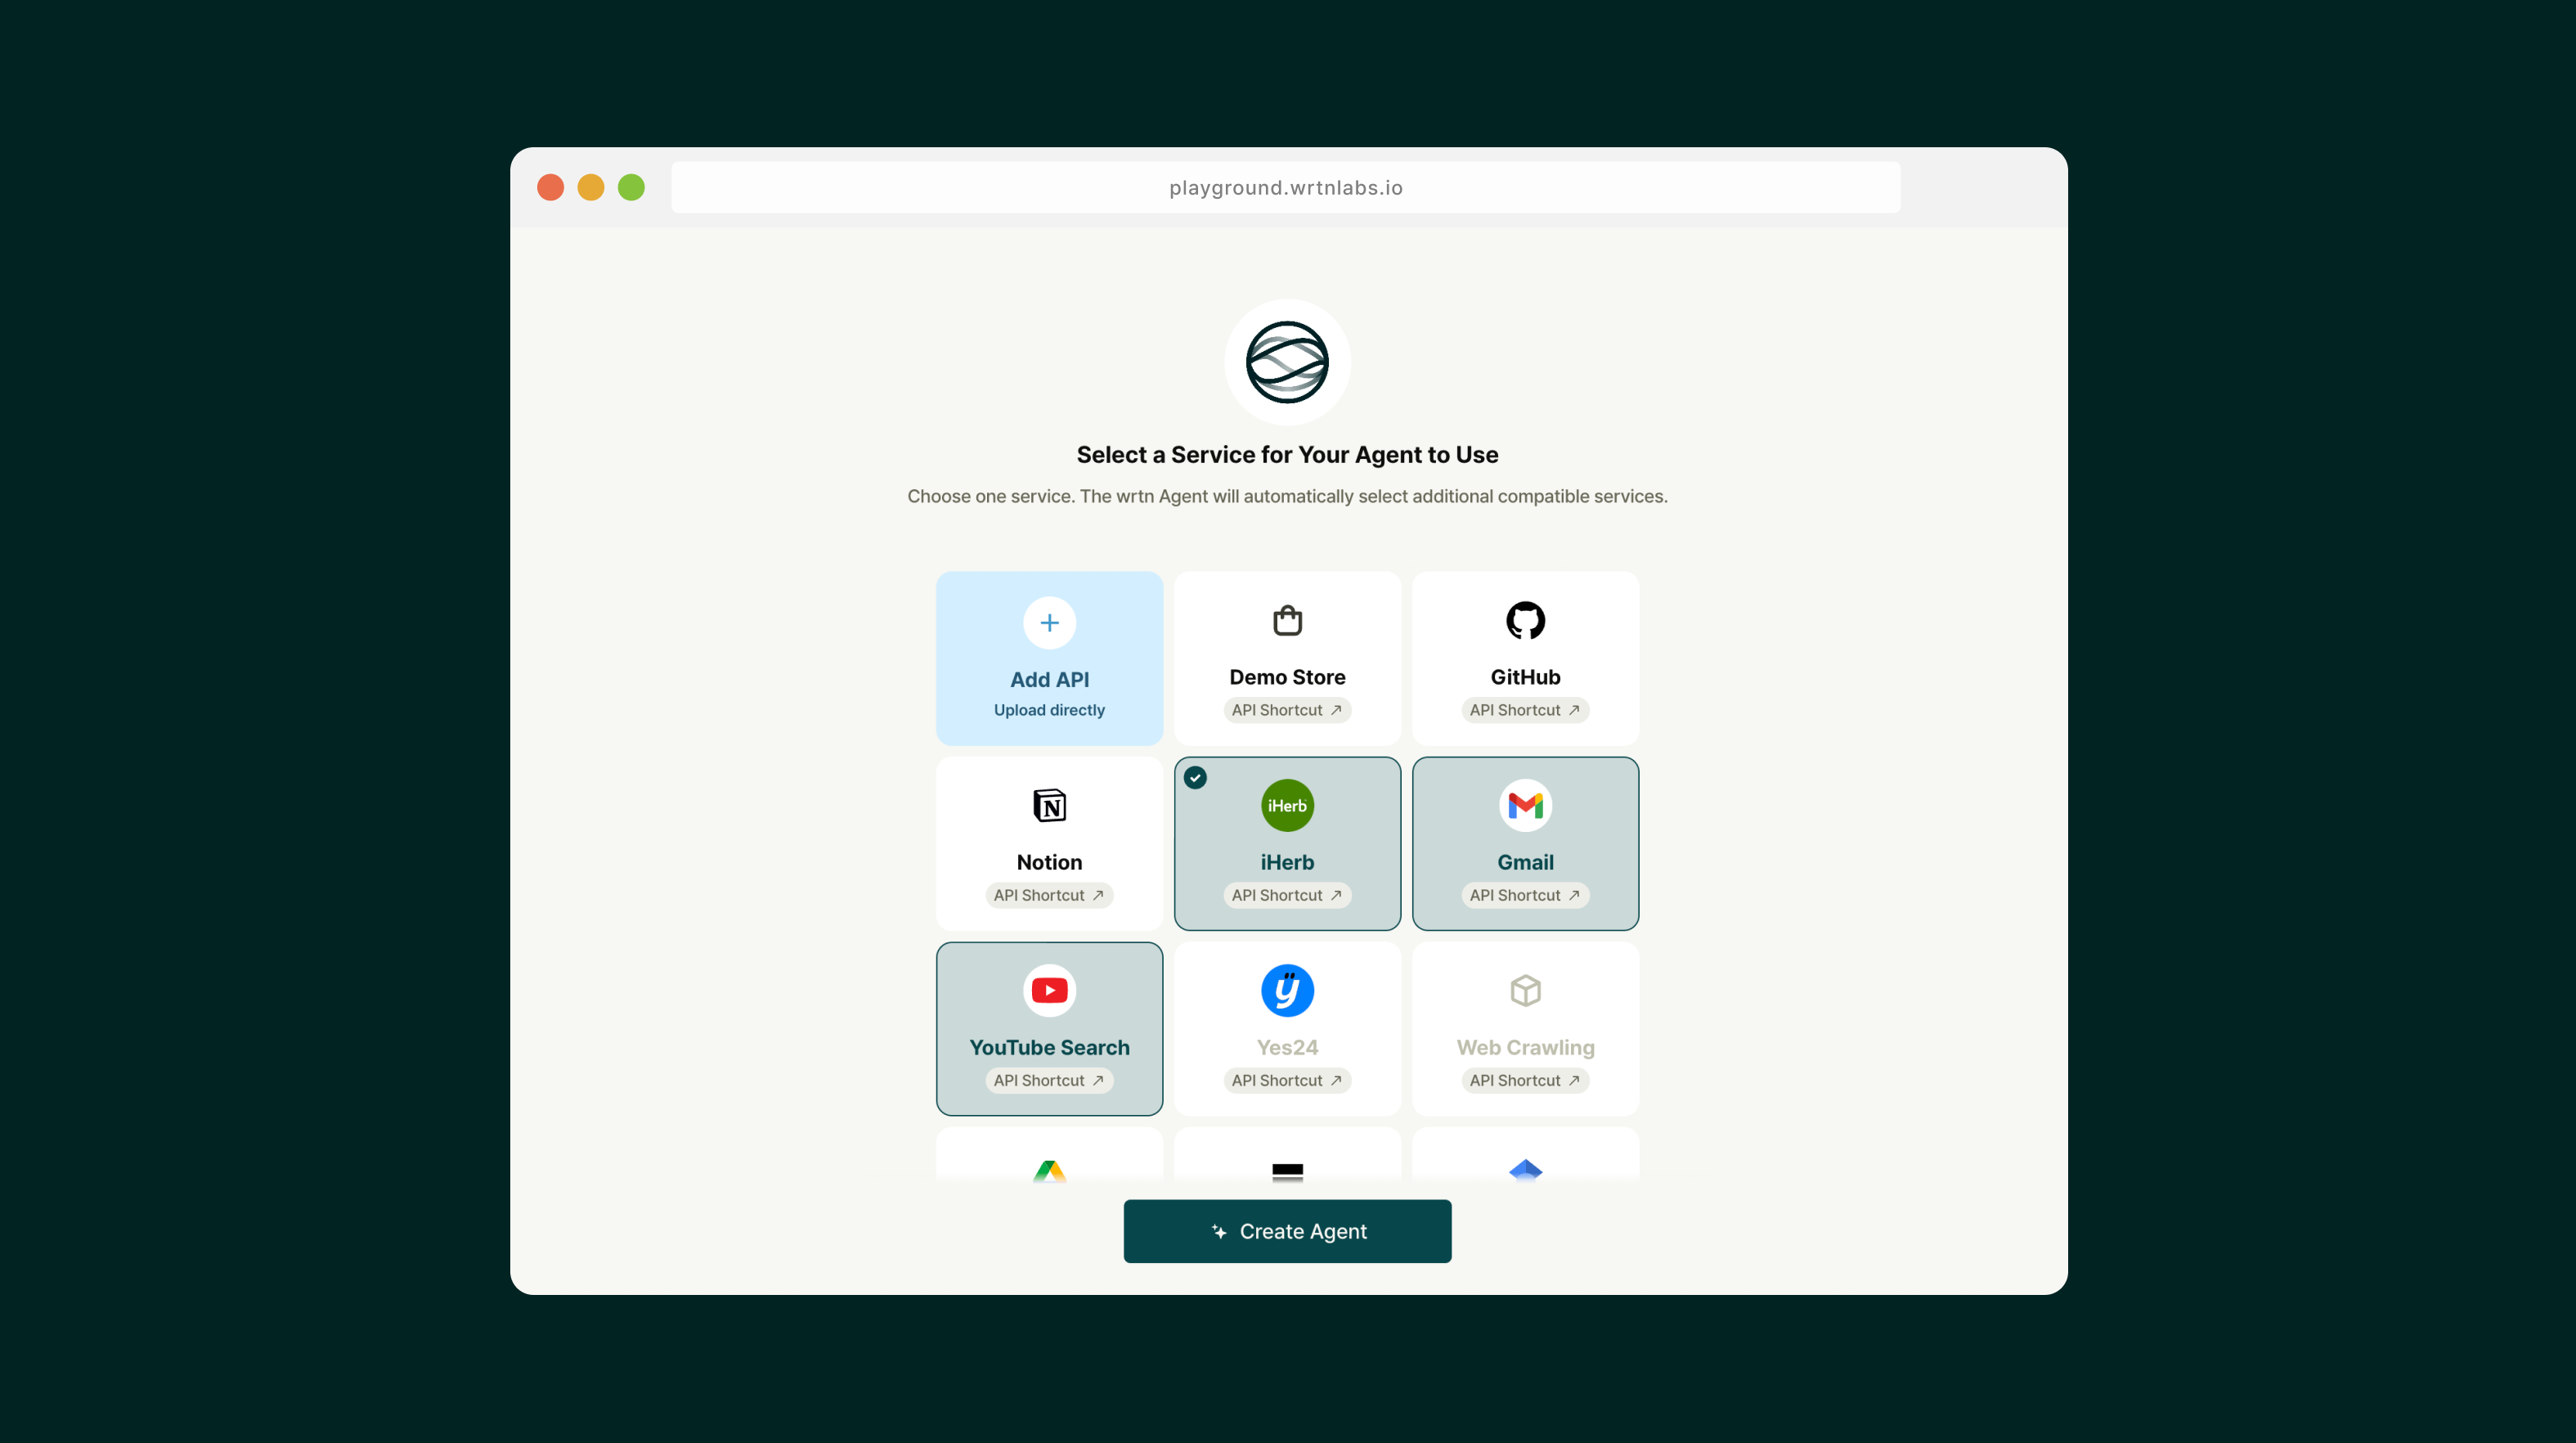 playground.wrtnlabs.io
Select a Service for Your Agent to Use
Choose one service. The wrtn Agent will automatically select additional compatible services.
Add API
Upload directly
Demo Store
API Shortcut
GitHub
API Shortcut
N
Notion
API Shortcut
iHerb
iHerb
API Shortcut
Gmail
API Shortcut
YouTube Search
API Shortcut
ÿ
Yes24
API Shortcut
Web Crawling
API Shortcut
Create Agent